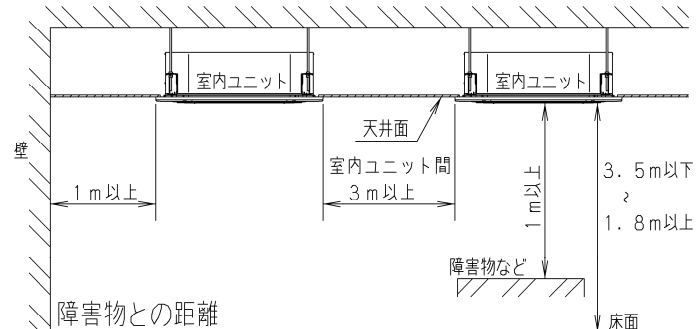 室内ユニット
室内ユニット
天井面
壁
室内ユニット間
1m以上
3m以上
1m以上
3.5m以下
~
1.8m以上
障害物など
障害物との距離
床面